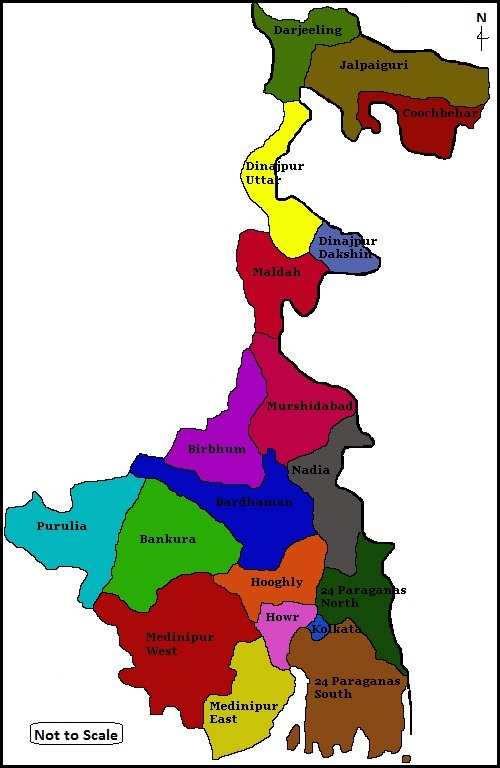 N
Darjeeling
Jalpaiguri
Coochbehar
Dinajpur
Uttar
Dinajpur
Dakshin
Maldah
Murshidabad
Birbhum
Nadia
Bardhaman
Purulia
Bankura
Hooghly
24 Paraganas
North
Howr
Kolkata
Medinipur
West
24 Paraganas
South
Medinipur
East
Not to Scale